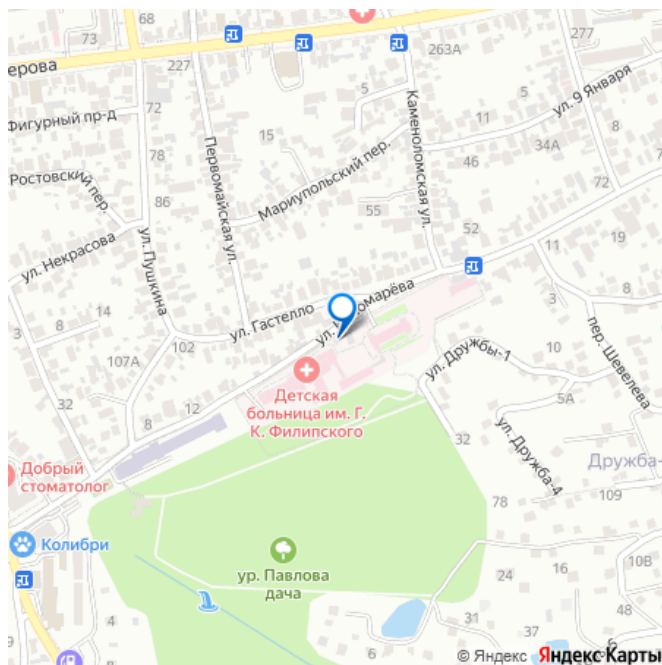 73
68
277
263А
ерова
227
5
11
5
ул. 9 Января
Фигурный пр-д
72
Каменоломская ул.
15
78
34А
Первомайская ул.
46
Мариупольский пер.
Ростовский пер.
72
86
55
52
ул. Некрасова
ул. Пушкина
11
19
8
14
ул. Гастello
3
102
8
107А
ул. Дружбы-1
10
пер. Шевелева
32
12
Детская
больница им. Г.
К. Филипского
5А
8
32
ул. Дружба-4
Добрый
стоматолог
Дружба-
78
109
Колибри
ур. Павлова
дача
24
16
10В
4
48
31
37
6
© Яндекс Яндекс Карты